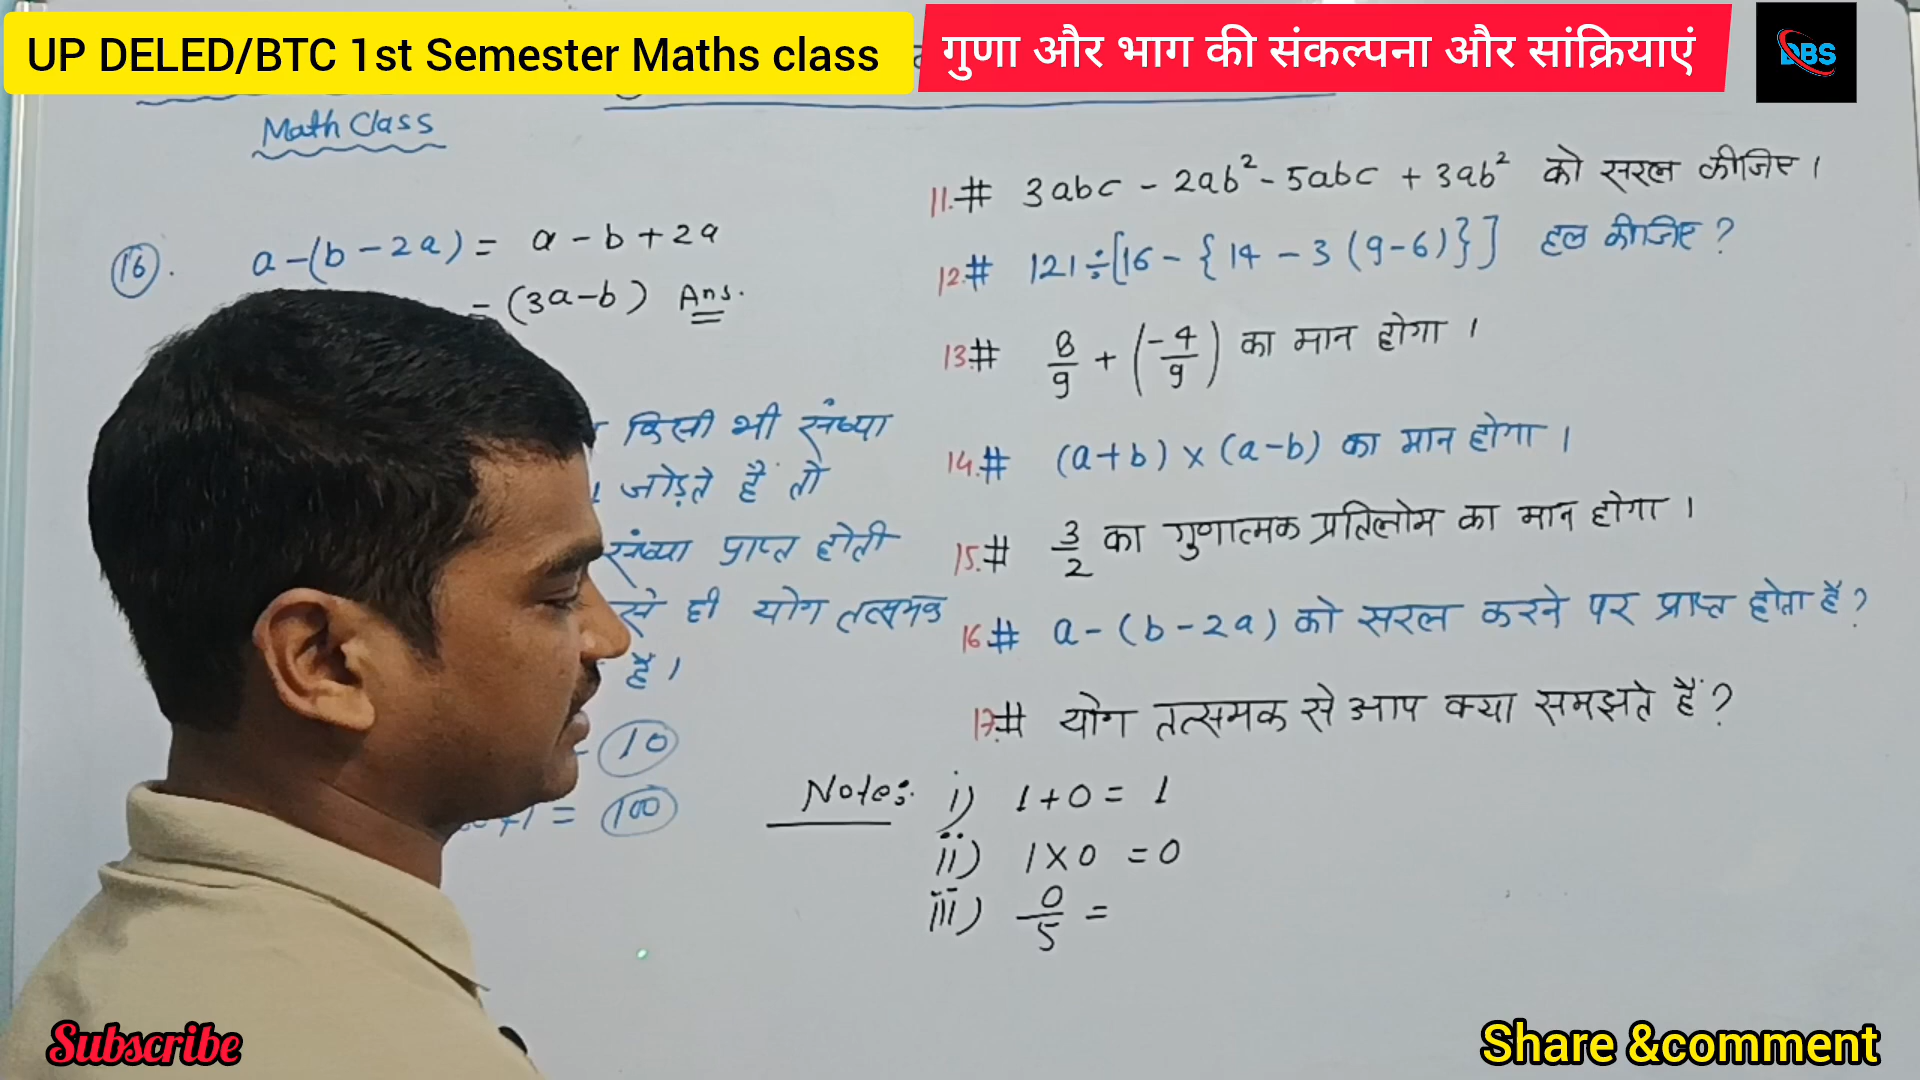 UP DELED/BTC 1st Semester Maths class
गुणा और भाग की संकल्पना और सांक्रियाएं
DBS
Math Class
16. a-(b-2a) = a-b+2a
= (3a-b) Ans.
किसी भी संख्या
जोड़ते हैं तो
संख्या प्राप्त होती
से ही योग तत्समक
हैं।
10
= 100
11.# 3abc - 2ab² - 5abc + 3ab² को सरल कीजिए।
12.# 121÷[16-{14-3(9-6)}] हल कीजिए?
13.# 8/9 + (-4/9) का मान होगा।
14.# (a+b)×(a-b) का मान होगा।
15.# 3/2 का गुणात्मक प्रतिलोम का मान होगा।
16.# a-(b-2a) को सरल करने पर प्राप्त होता है?
17.# योग तत्समक से आप क्या समझते हैं?
Note:- i) 1+0 = 1
ii) 1×0 = 0
iii) 0/5 =
Subscribe
Share &comment